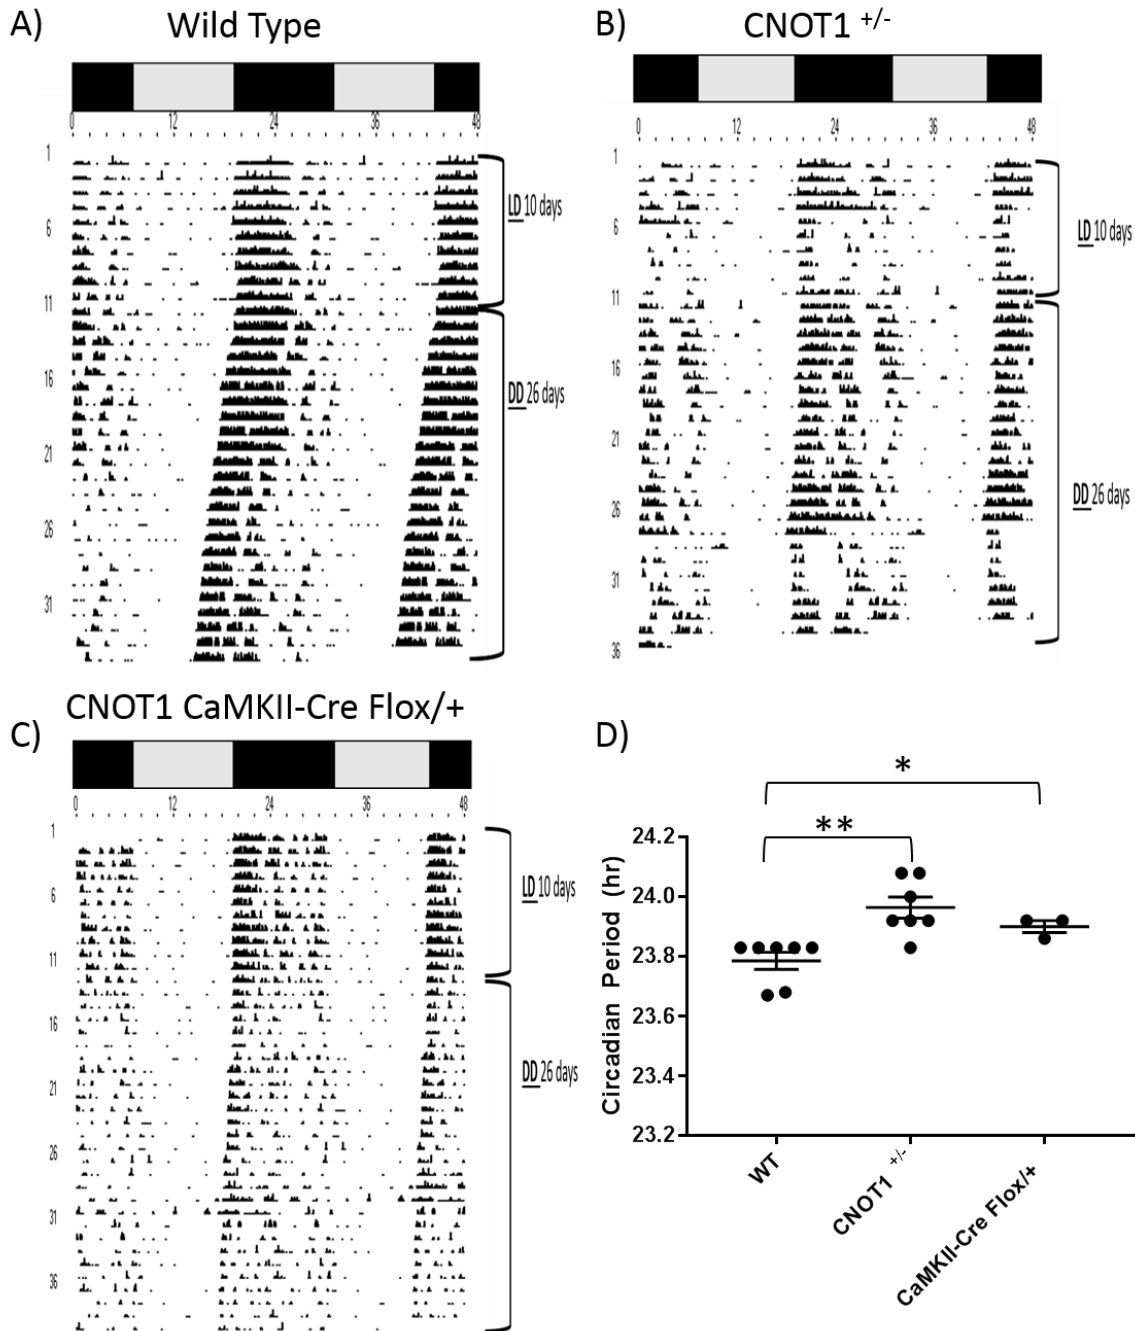 A)
Wild Type
0 12 24 36 48
1
6
11
16
21
26
31
LD 10 days
DD 26 days
B)
CNOT1 +/-
0 12 24 36 48
1
6
11
16
21
26
31
36
LD 10 days
DD 26 days
CNOT1 CaMKII-Cre Flox/+
C)
0 12 24 36 48
1
6
11
16
21
26
31
36
LD 10 days
DD 26 days
D)
*
**
Circadian Period (hr)
24.2
24.0
23.8
23.6
23.4
23.2
WT
CNOT1 +/-
CaMKII-Cre Flox/+